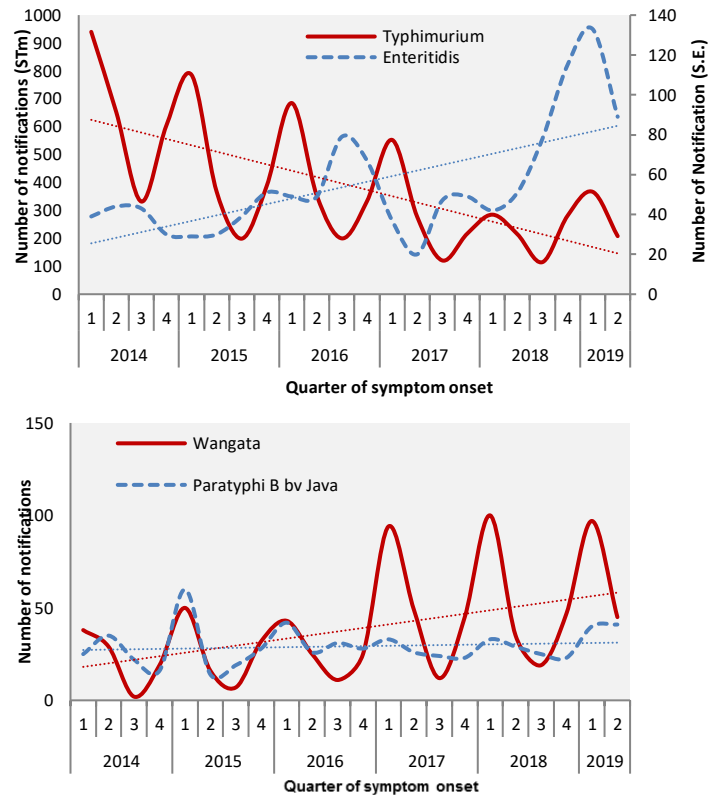 Number of notifications (STm)
1000
900
800
700
600
500
400
300
200
100
0
Typhimurium
Enteritidis
140
120
100
80
60
40
20
0
Number of Notification (S.E.)
1 2 3 4 1 2 3 4 1 2 3 4 1 2 3 4 1 2 3 4 1 2
2014 2015 2016 2017 2018 2019
Quarter of symptom onset
Number of notifications
150
100
50
0
Wangata
Paratyphi B bv Java
1 2 3 4 1 2 3 4 1 2 3 4 1 2 3 4 1 2 3 4 1 2
2014 2015 2016 2017 2018 2019
Quarter of symptom onset